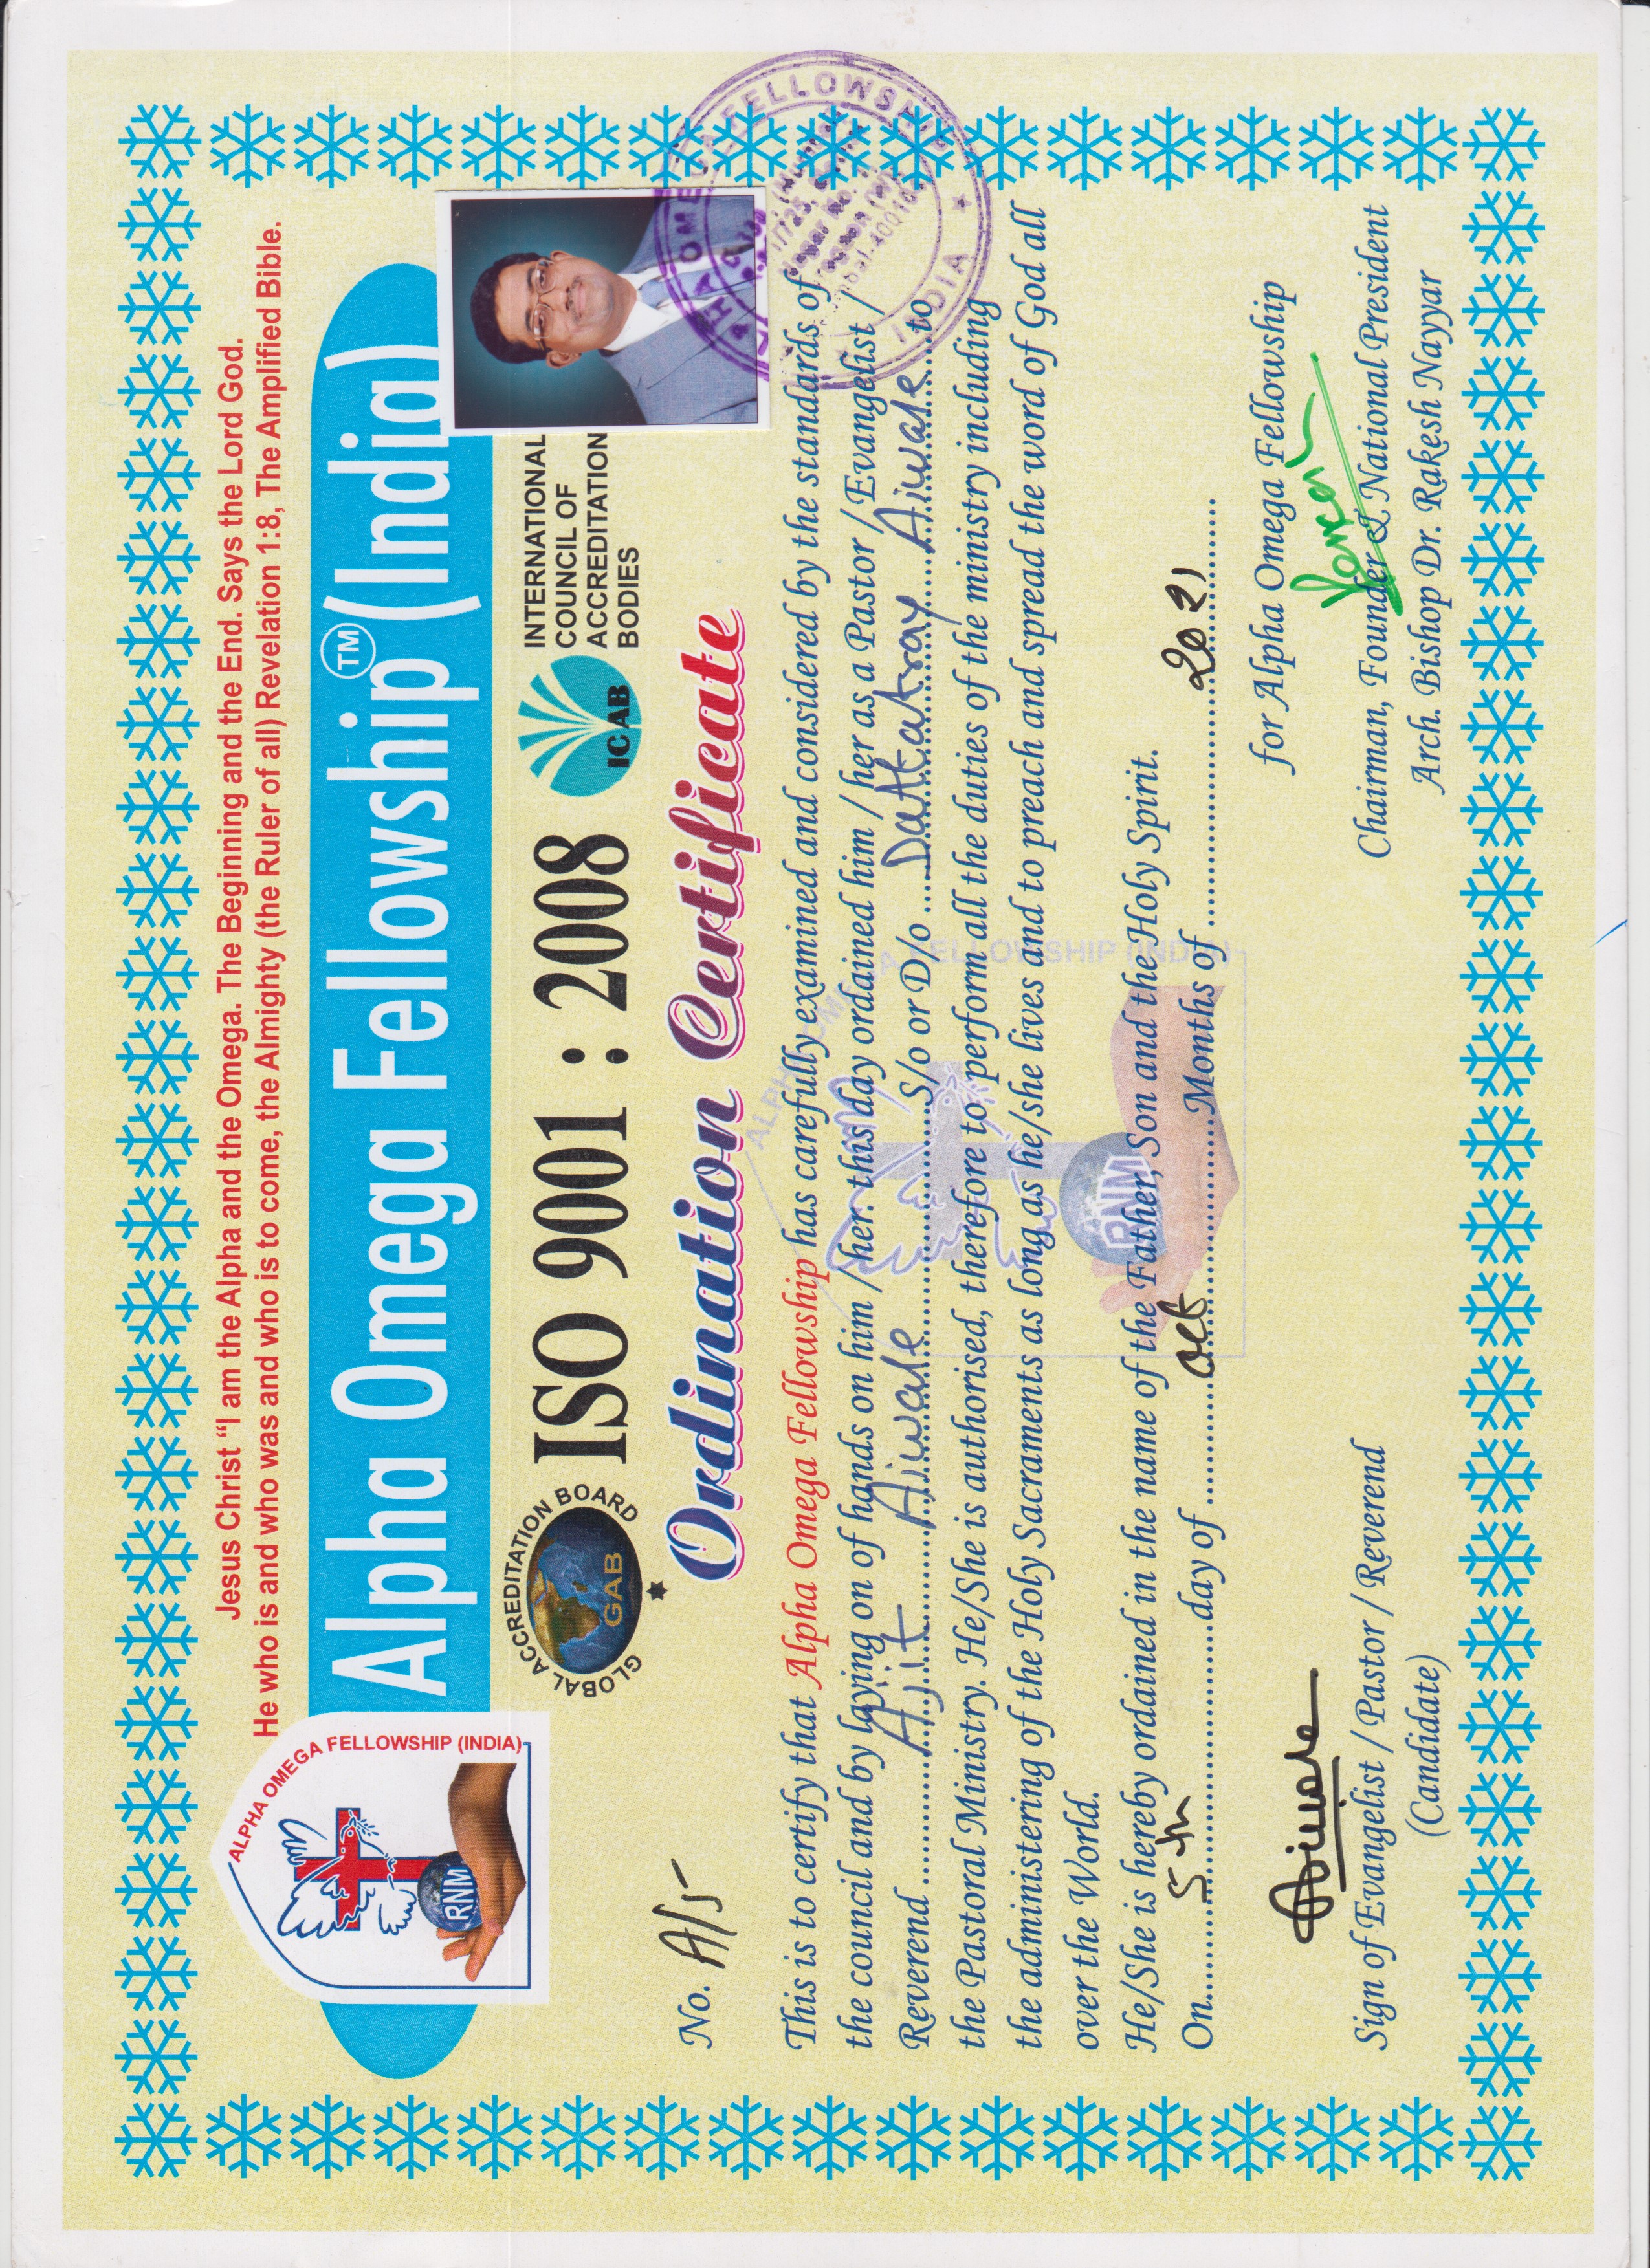 Jesus Christ “I am the Alpha and the Omega. The Beginning and the End. Says the Lord God.
He who is and who was and who is to come, the Almighty (the Ruler of all) Revelation 1:8, The Amplified Bible.
ALPHA OMEGA FELLOWSHIP (INDIA)
RNM
Alpha Omega Fellowship TM (India)
GLOBAL ACCREDITATION BOARD
GAB
ISO 9001 : 2008
ICAB
INTERNATIONAL
COUNCIL OF
ACCREDITATION
BODIES
No. A/5
Ordination Certificate
This is to certify that Alpha Omega Fellowship has carefully examined and considered by the standards of
the council and by laying on of hands on him / her. this day ordained him / her as a Pastor / Evangelist /
Reverend Ajit Aiwale S/o or D/o Dattatray Aiwale to
the Pastoral Ministry. He/She is authorised, therefore to perform all the duties of the ministry including
the administering of the Holy Sacraments as long as he/she lives and to preach and spread the word of God all
over the World.
He/She is hereby ordained in the name of the Father, Son and the Holy Spirit.
On 5th day of Oct Months of 2021
for Alpha Omega Fellowship
Aiwale
Sign of Evangelist / Pastor / Reverend
(Candidate)
Chairman, Founder & National President
Arch. Bishop Dr. Rakesh Nayyar
ALPHA OMEGA FELLOWSHIP
INDIA
RNM